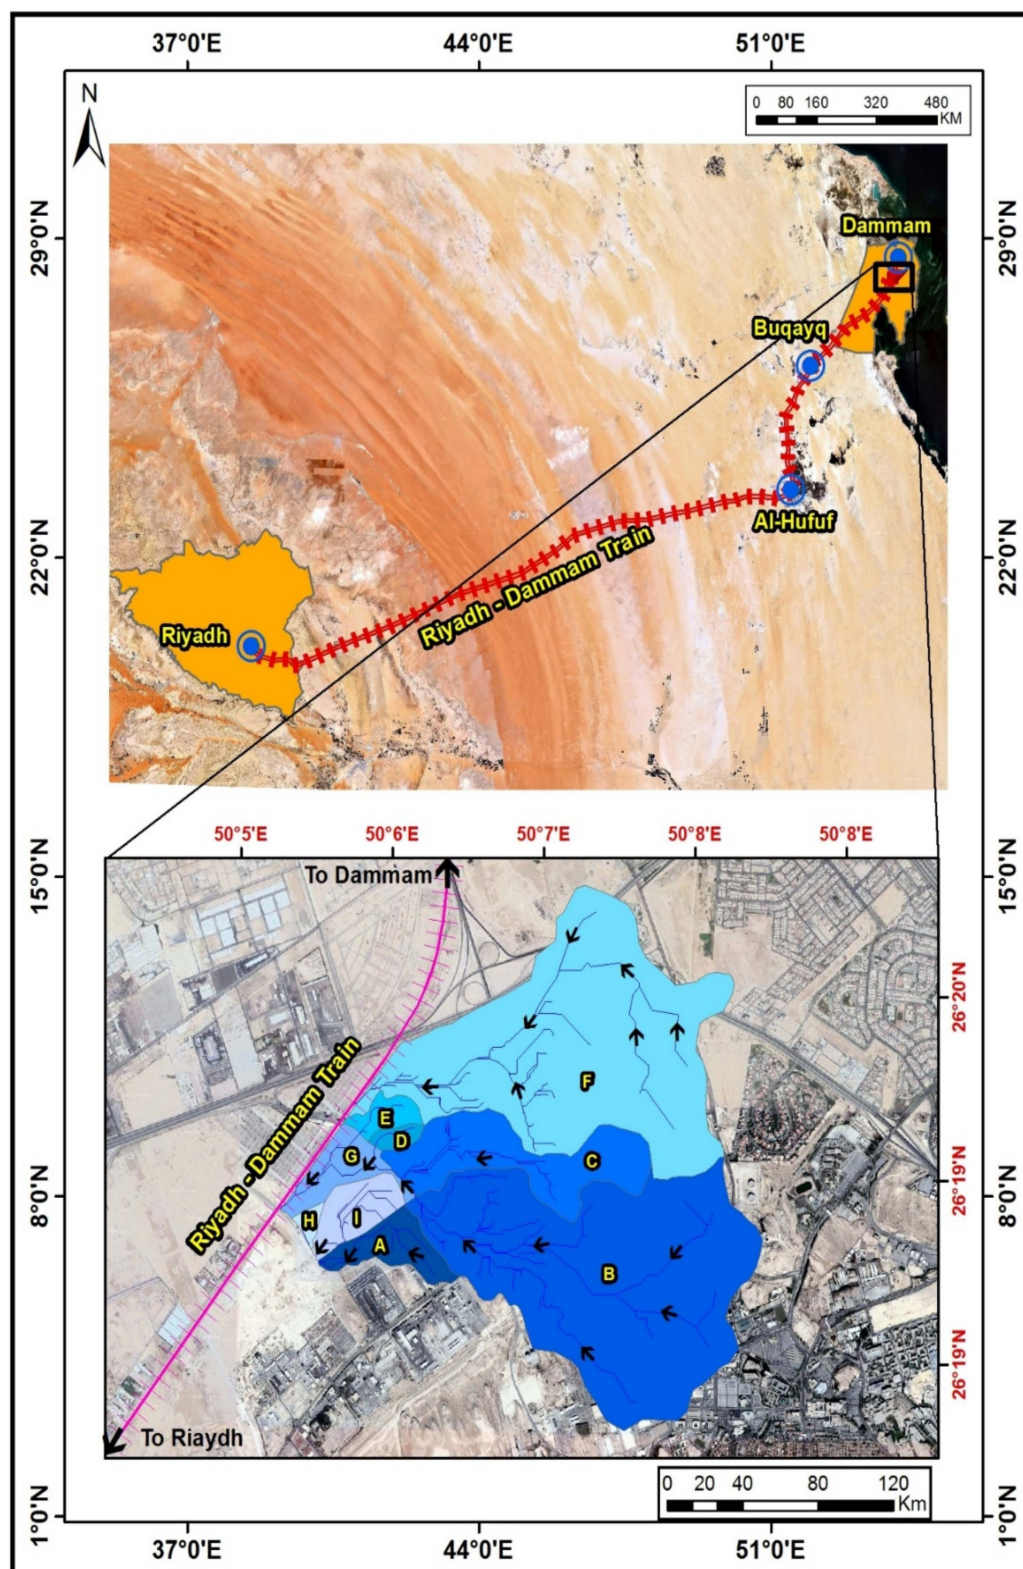 37°0'E 44°0'E 51°0'E
N
0 80 160 320 480
KM
29°0'N
29°0'N
Dammam
Buqayq
Al-Hufuf
22°0'N
22°0'N
Riyadh - Dammam Train
Riyadh
50°5'E 50°6'E 50°7'E 50°8'E 50°8'E
15°0'N
15°0'N
To Dammam
26°20'N
Riyadh-Dammam Train
F
E
D
G
C
26°19'N
8°0'N
8°0'N
H
I
A
B
26°19'N
To Riaydh
0 20 40 80 120
Km
1°0'N
1°0'N
37°0'E 44°0'E 51°0'E